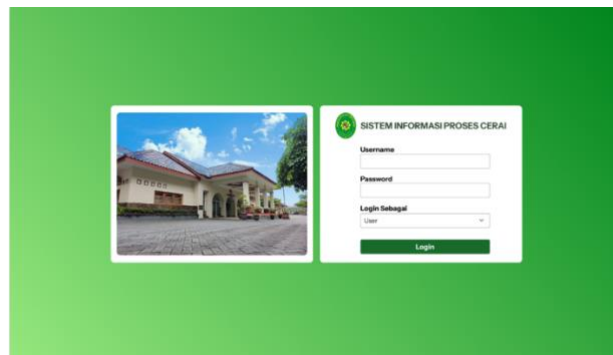 SISTEM INFORMASI PROSES CERAI
Username
Password
Login Sebagai
User
Login